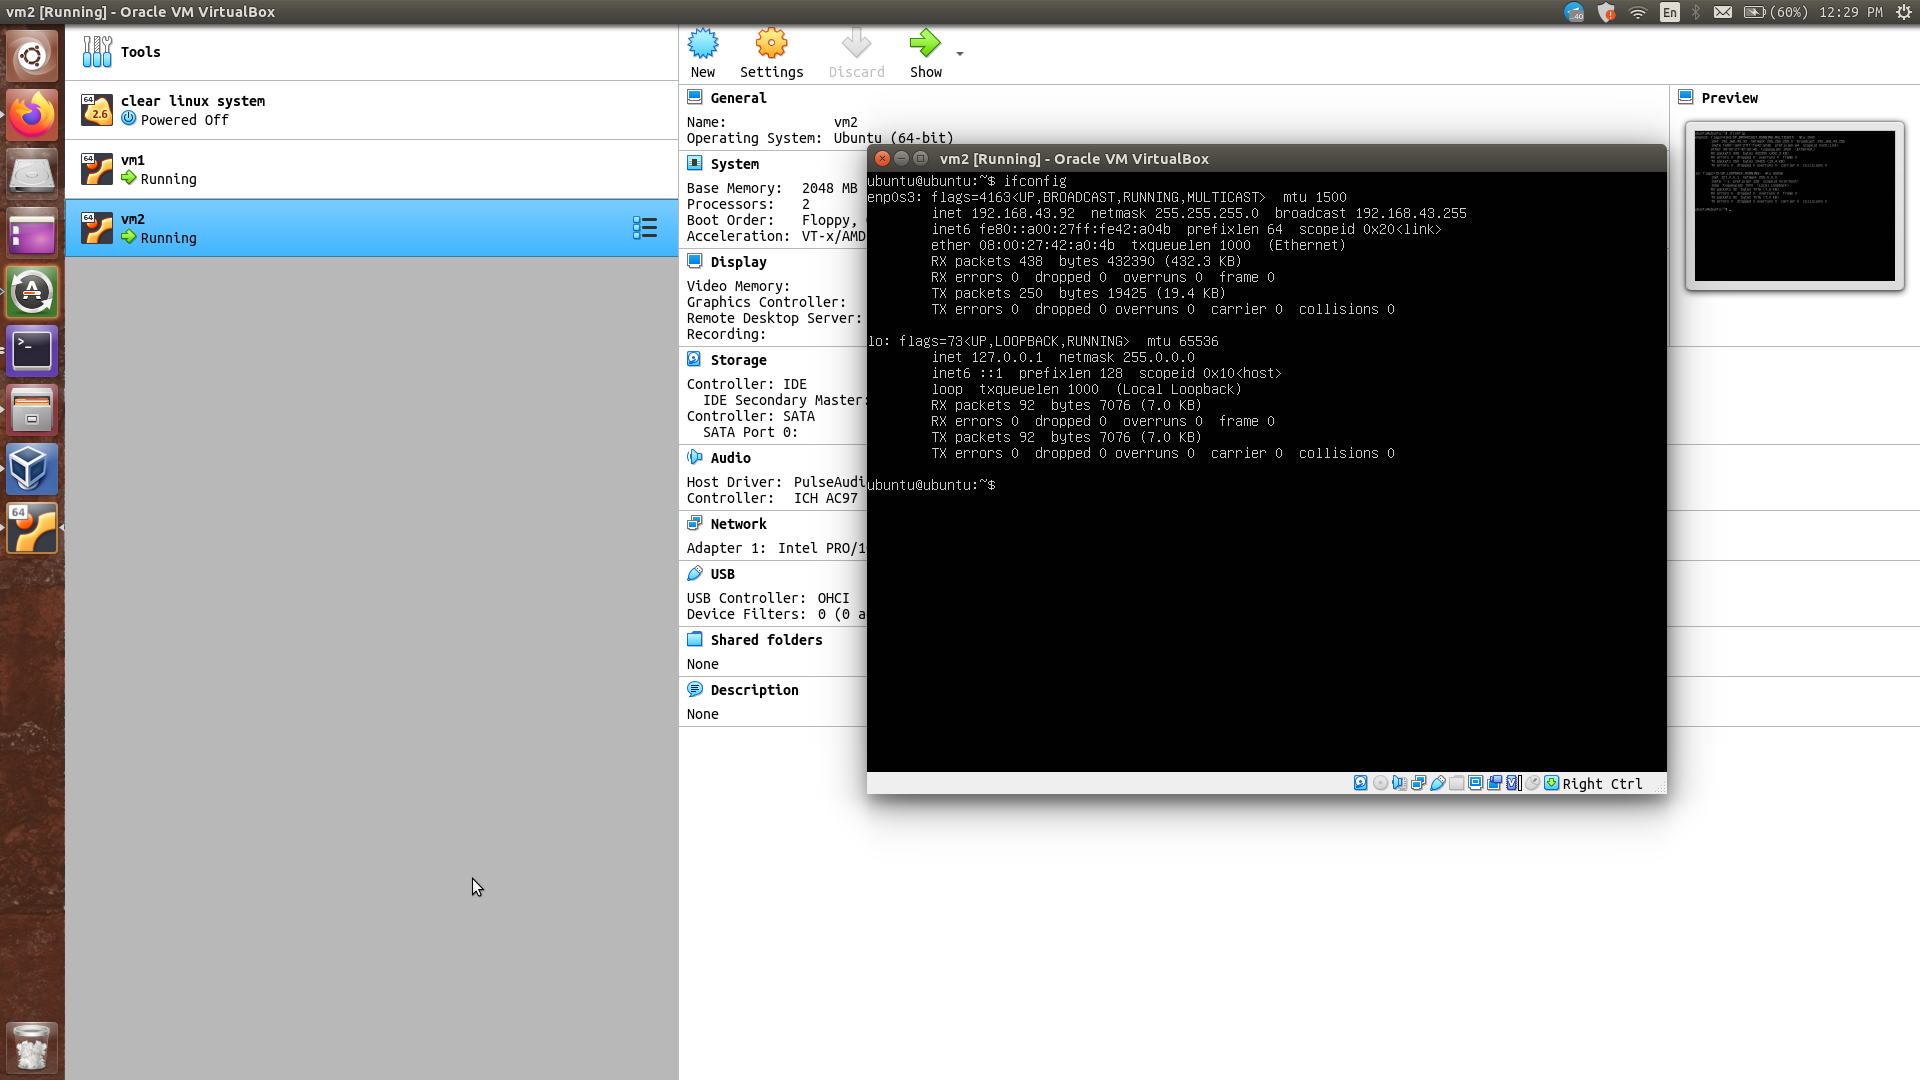 vm2 [Running] - Oracle VM VirtualBox
40
En
(60%)
12:29 PM
Tools
64
2.6
clear linux system
Powered Off
64
vm1
Running
64
vm2
Running
64
New
Settings
Discard
Show
General
Name: vm2
Operating System: Ubuntu (64-bit)
System
Base Memory: 2048 MB
Processors: 2
Boot Order: Floppy,
Acceleration: VT-x/AMD
Display
Video Memory:
Graphics Controller:
Remote Desktop Server:
Recording:
Storage
Controller: IDE
IDE Secondary Master:
Controller: SATA
SATA Port 0:
Audio
Host Driver: PulseAudi
Controller: ICH AC97
Network
Adapter 1: Intel PRO/1
USB
USB Controller: OHCI
Device Filters: 0 (0 a
Shared folders
None
Description
None
Preview
vm2 [Running] - Oracle VM VirtualBox
ubuntu@ubuntu:~$ ifconfig
enp0s3: flags=4163<UP,BROADCAST,RUNNING,MULTICAST>  mtu 1500
inet 192.168.43.92  netmask 255.255.255.0  broadcast 192.168.43.255
inet6 fe80::a00:27ff:fe42:a04b  prefixlen 64  scopeid 0x20<link>
ether 08:00:27:42:a0:4b  txqueuelen 1000  (Ethernet)
RX packets 438  bytes 432390 (432.3 KB)
RX errors 0  dropped 0  overruns 0  frame 0
TX packets 250  bytes 19425 (19.4 KB)
TX errors 0  dropped 0 overruns 0  carrier 0  collisions 0
lo: flags=73<UP,LOOPBACK,RUNNING>  mtu 65536
inet 127.0.0.1  netmask 255.0.0.0
inet6 ::1  prefixlen 128  scopeid 0x10<host>
loop  txqueuelen 1000  (Local Loopback)
RX packets 92  bytes 7076 (7.0 KB)
RX errors 0  dropped 0  overruns 0  frame 0
TX packets 92  bytes 7076 (7.0 KB)
TX errors 0  dropped 0 overruns 0  carrier 0  collisions 0
ubuntu@ubuntu:~$
Right Ctrl